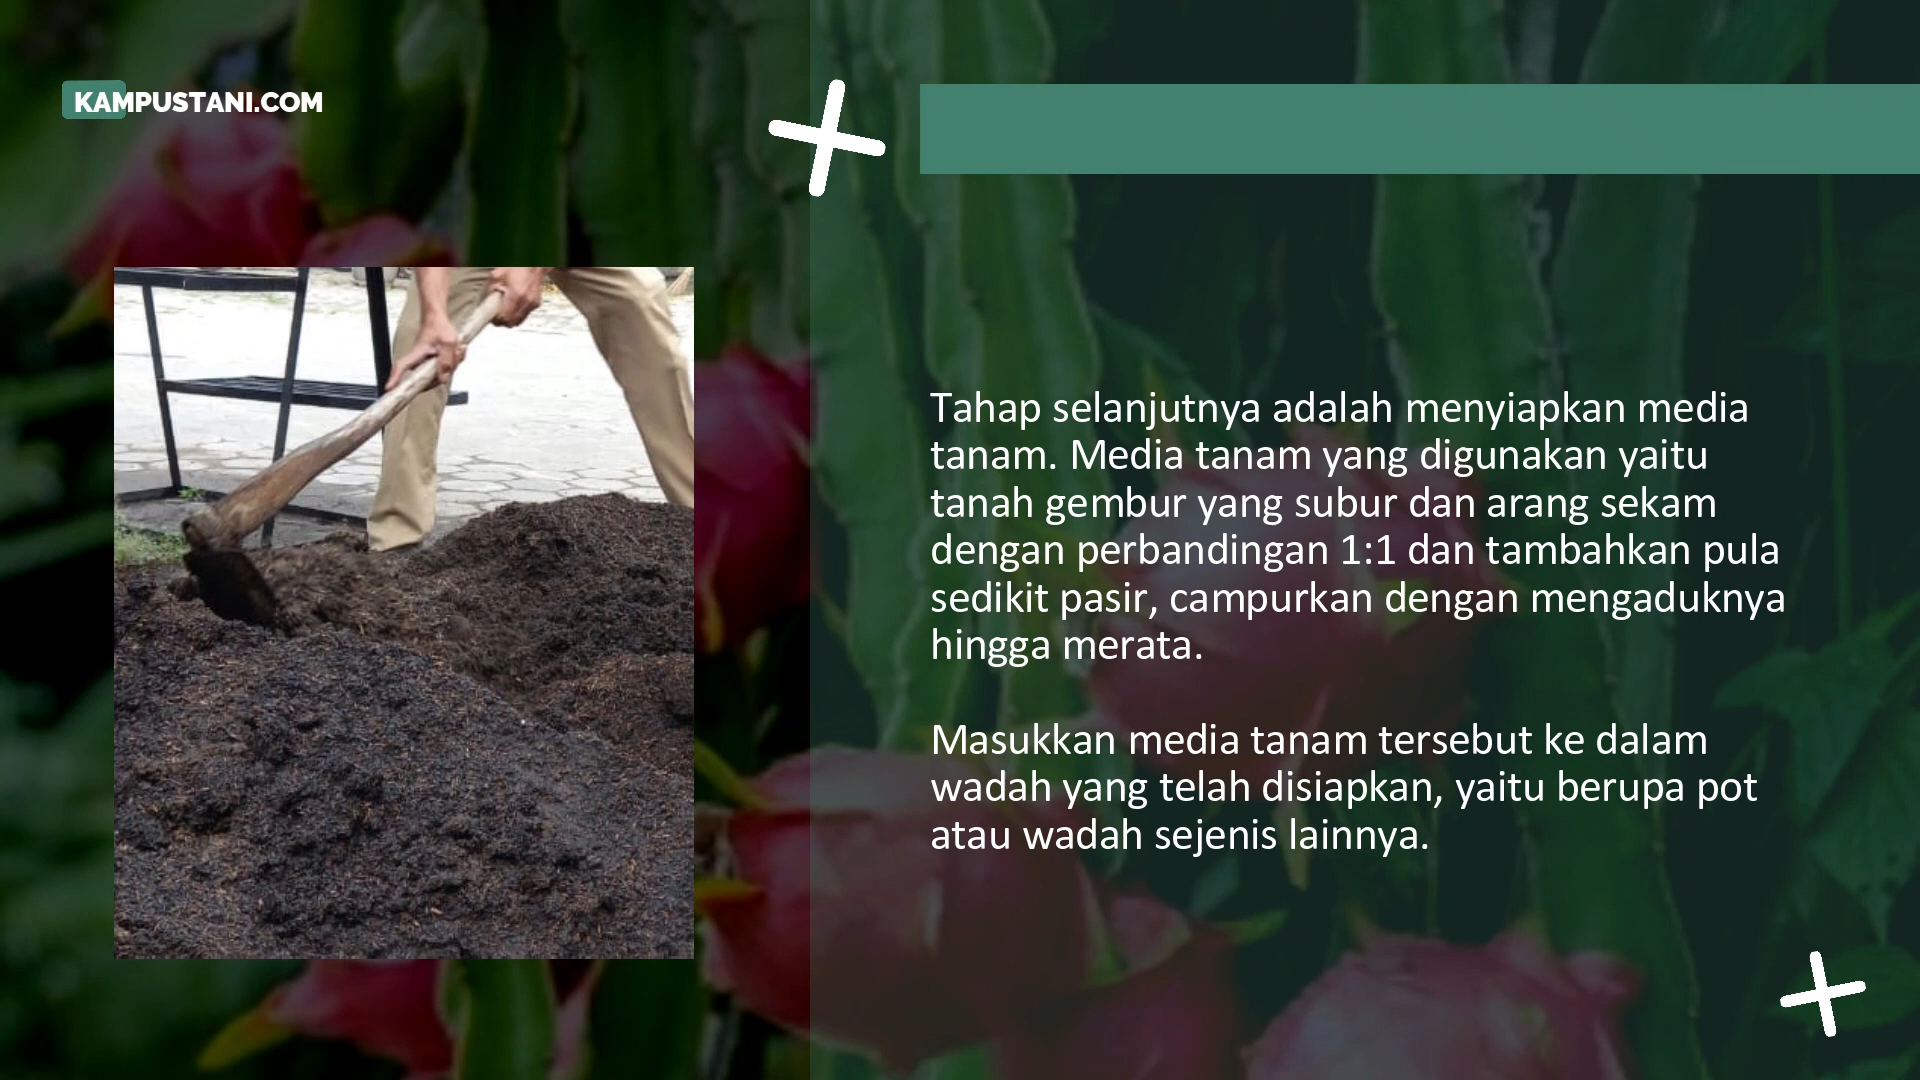 KAMPUSTANI.COM
Tahap selanjutnya adalah menyiapkan media
tanam. Media tanam yang digunakan yaitu
tanah gembur yang subur dan arang sekam
dengan perbandingan 1:1 dan tambahkan pula
sedikit pasir, campurkan dengan mengaduknya
hingga merata.
Masukkan media tanam tersebut ke dalam
wadah yang telah disiapkan, yaitu berupa pot
atau wadah sejenis lainnya.